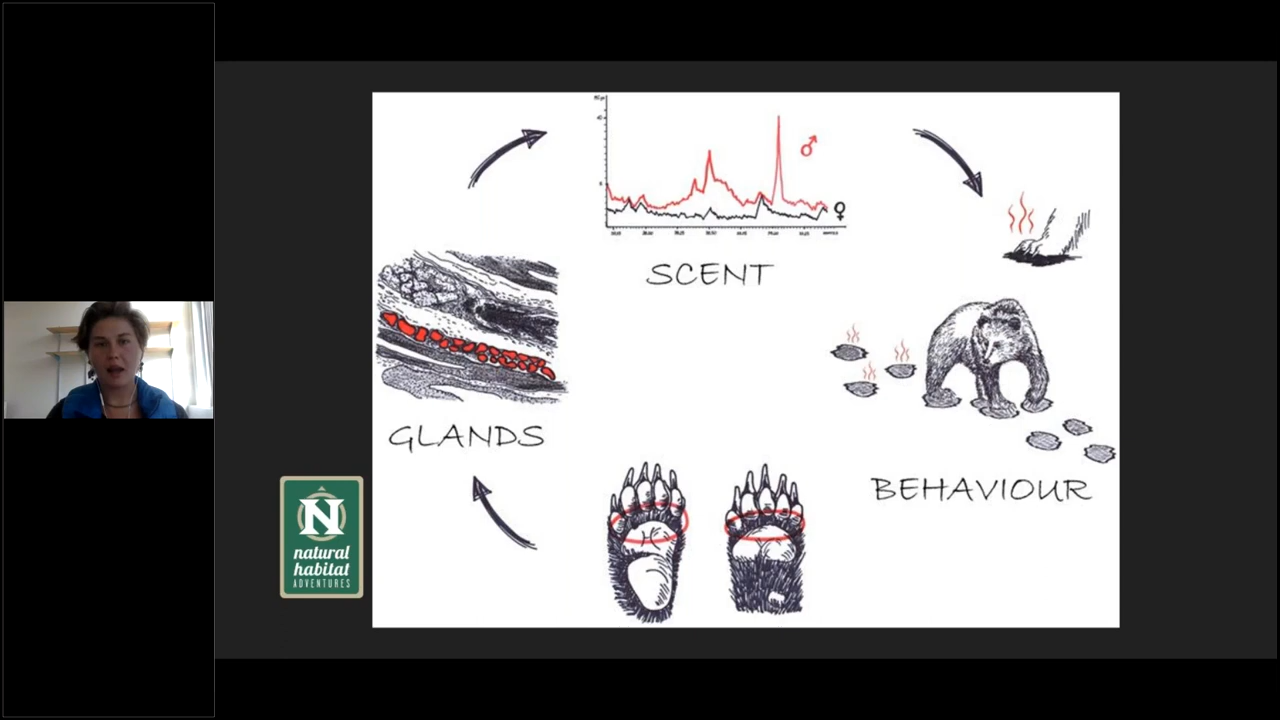 ♂
♀
SCENT
GLANDS
BEHAVIOUR
N
natural
habitat
ADVENTURES